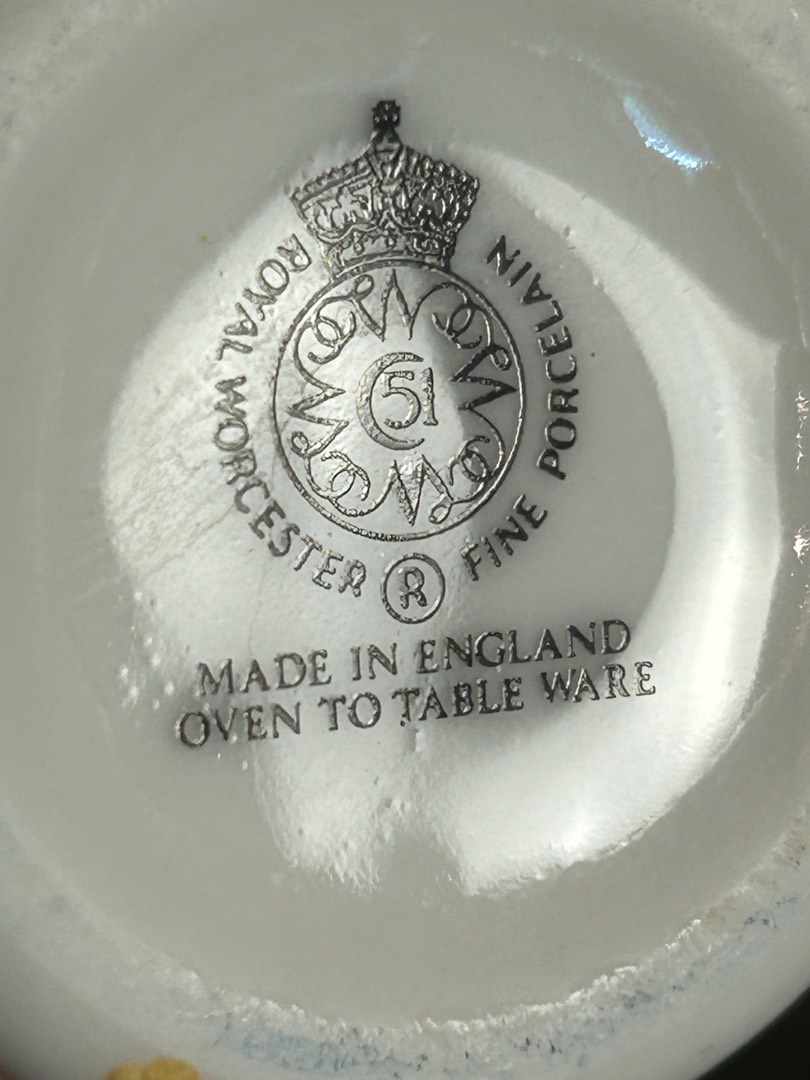 ROYAL WORCESTER ® FINE PORCELAIN
51
MADE IN ENGLAND
OVEN TO TABLE WARE